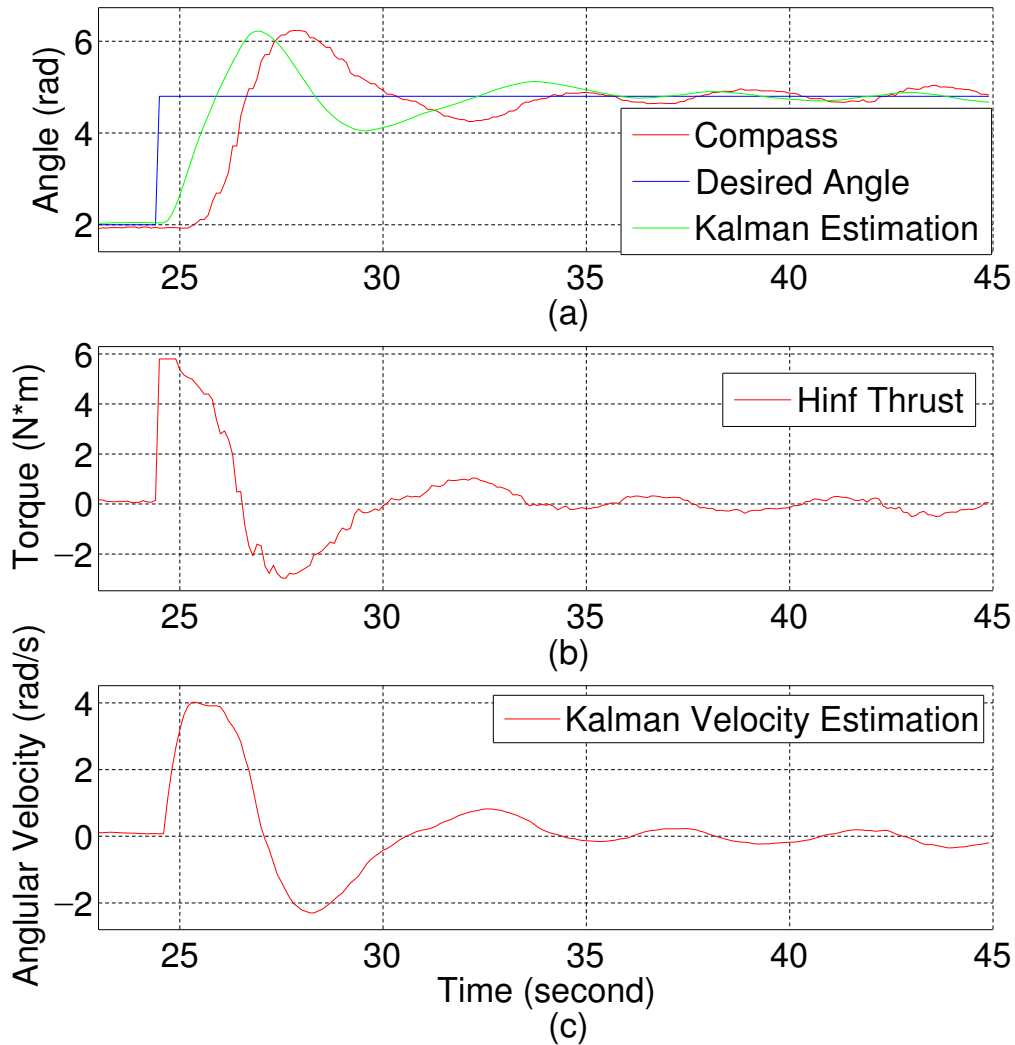 Angle (rad)
6
4
2
Compass
Desired Angle
Kalman Estimation
25
30
35
40
45
(a)
Torque (N*m)
6
4
2
0
−2
Hinf Thrust
25
30
35
40
45
(b)
Anglular Velocity (rad/s)
4
2
0
−2
Kalman Velocity Estimation
25
30
35
40
45
Time (second)
(c)